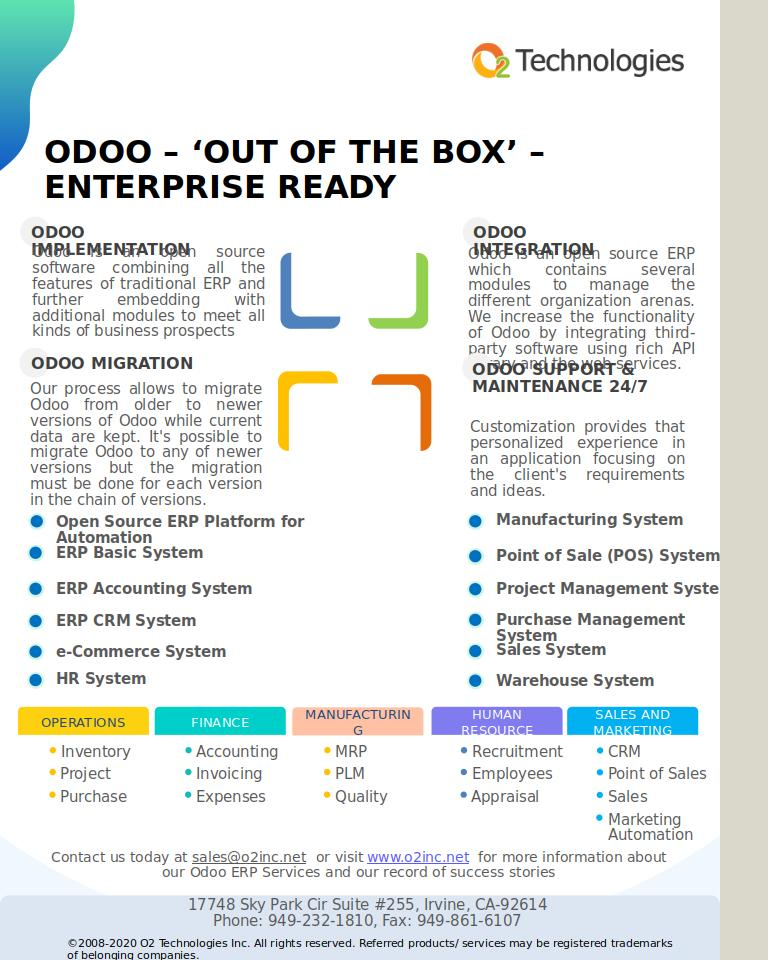 O2 Technologies
ODOO – ‘OUT OF THE BOX’ –
ENTERPRISE READY
ODOO
IMPLEMENTATION
Odoo is an open source
software combining all the
features of traditional ERP and
further embedding with
additional modules to meet all
kinds of business prospects
ODOO MIGRATION
Our process allows to migrate
Odoo from older to newer
versions of Odoo while current
data are kept. It's possible to
migrate Odoo to any of newer
versions but the migration
must be done for each version
in the chain of versions.
ODOO
INTEGRATION
Odoo is an open source ERP
which contains several
modules to manage the
different organization arenas.
We increase the functionality
of Odoo by integrating third-
party software using rich API
and the web services.
ODOO SUPPORT &
MAINTENANCE 24/7
Customization provides that
personalized experience in
an application focusing on
the client's requirements
and ideas.
Open Source ERP Platform for
Automation
ERP Basic System
ERP Accounting System
ERP CRM System
e-Commerce System
HR System
Manufacturing System
Point of Sale (POS) System
Project Management Syste
Purchase Management
System
Sales System
Warehouse System
OPERATIONS
Inventory
Project
Purchase
FINANCE
Accounting
Invoicing
Expenses
MANUFACTURIN
G
MRP
PLM
Quality
HUMAN
RESOURCE
Recruitment
Employees
Appraisal
SALES AND
MARKETING
CRM
Point of Sales
Sales
Marketing
Automation
Contact us today at sales@o2inc.net or visit www.o2inc.net for more information about
our Odoo ERP Services and our record of success stories
17748 Sky Park Cir Suite #255, Irvine, CA-92614
Phone: 949-232-1810, Fax: 949-861-6107
©2008-2020 O2 Technologies Inc. All rights reserved. Referred products/ services may be registered trademarks
of belonging companies.